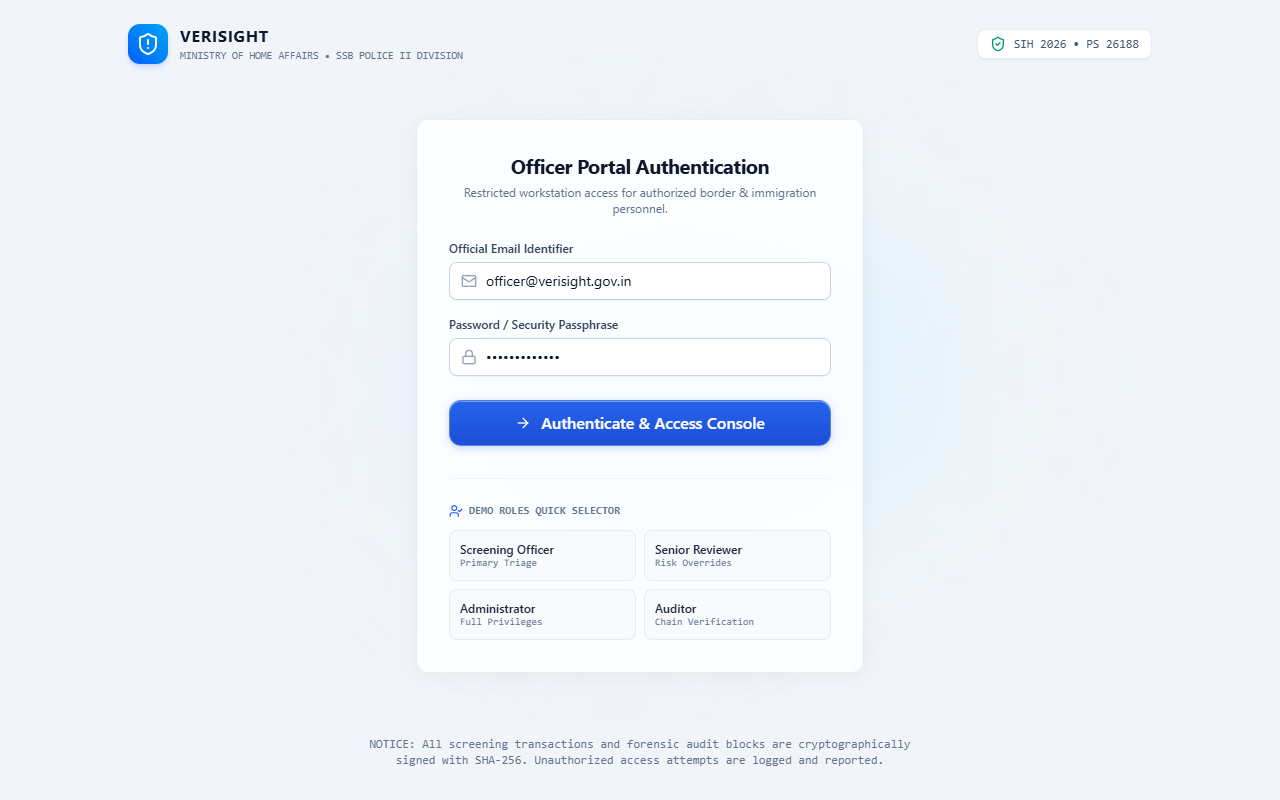 VERISIGHT
MINISTRY OF HOME AFFAIRS • SSB POLICE II DIVISION
SIH 2026 • PS 26188
Officer Portal Authentication
Restricted workstation access for authorized border & immigration
personnel.
Official Email Identifier
officer@verisight.gov.in
Password / Security Passphrase
•••••••••••••
Authenticate & Access Console
DEMO ROLES QUICK SELECTOR
Screening Officer
Primary Triage
Senior Reviewer
Risk Overrides
Administrator
Full Privileges
Auditor
Chain Verification
NOTICE: All screening transactions and forensic audit blocks are cryptographically
signed with SHA-256. Unauthorized access attempts are logged and reported.